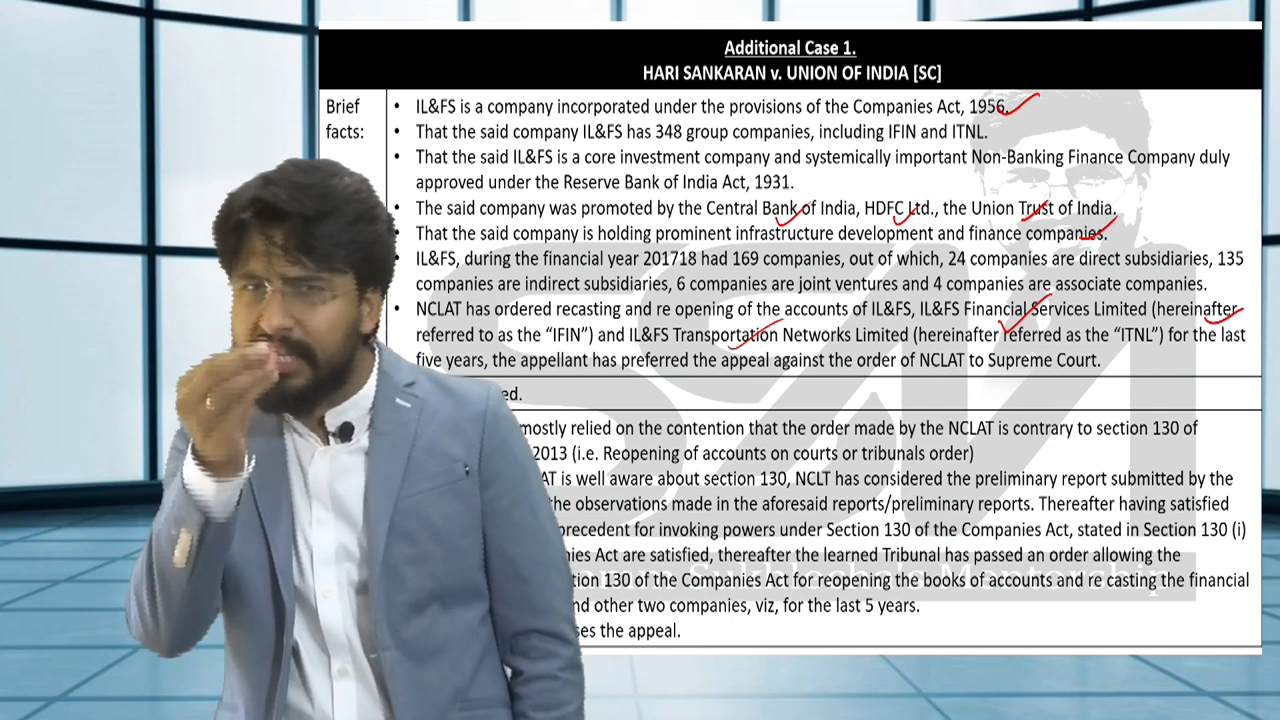 Additional Case 1.
HARI SANKARAN v. UNION OF INDIA [SC]
Brief facts:
• IL&FS is a company incorporated under the provisions of the Companies Act, 1956.
• That the said company IL&FS has 348 group companies, including IFIN and ITNL.
• That the said IL&FS is a core investment company and systemically important Non-Banking Finance Company duly
approved under the Reserve Bank of India Act, 1931.
• The said company was promoted by the Central Bank of India, HDFC Ltd., the Union Trust of India.
• That the said company is holding prominent infrastructure development and finance companies.
• IL&FS, during the financial year 201718 had 169 companies, out of which, 24 companies are direct subsidiaries, 135
companies are indirect subsidiaries, 6 companies are joint ventures and 4 companies are associate companies.
• NCLAT has ordered recasting and re opening of the accounts of IL&FS, IL&FS Financial Services Limited (hereinafter
referred to as the “IFIN”) and IL&FS Transportation Networks Limited (hereinafter referred as the “ITNL”) for the last
five years, the appellant has preferred the appeal against the order of NCLAT to Supreme Court.
ed.
mostly relied on the contention that the order made by the NCLAT is contrary to section 130 of
2013 (i.e. Reopening of accounts on courts or tribunals order)
AT is well aware about section 130, NCLT has considered the preliminary report submitted by the
he observations made in the aforesaid reports/preliminary reports. Thereafter having satisfied
precedent for invoking powers under Section 130 of the Companies Act, stated in Section 130 (i)
nies Act are satisfied, thereafter the learned Tribunal has passed an order allowing the
tion 130 of the Companies Act for reopening the books of accounts and re casting the financial
nd other two companies, viz, for the last 5 years.
ses the appeal.